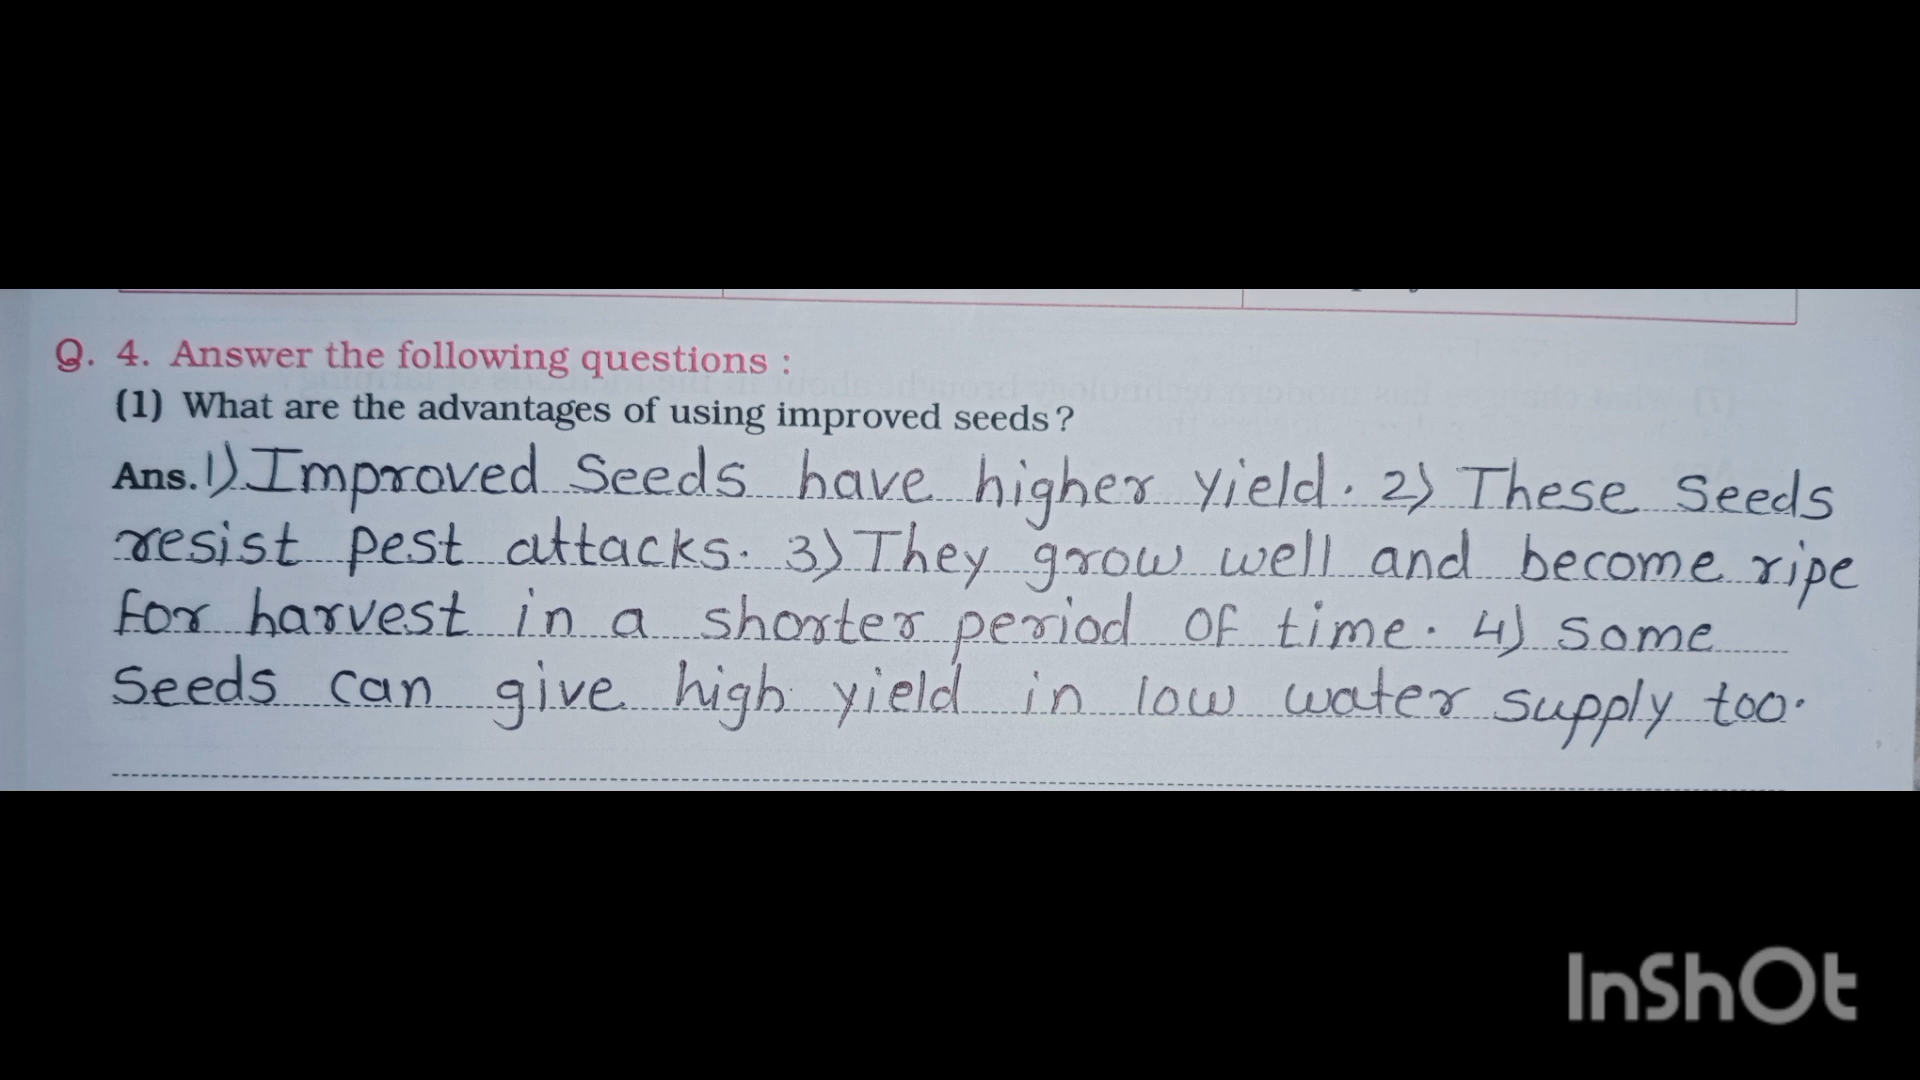 Q. 4. Answer the following questions :
(1) What are the advantages of using improved seeds?
Ans. 1) Improved Seeds have higher yield. 2) These Seeds
resist pest attacks. 3) They grow well and become ripe
for harvest in a shorter period of time. 4) some
Seeds can give high yield in low water supply too.
InShOt